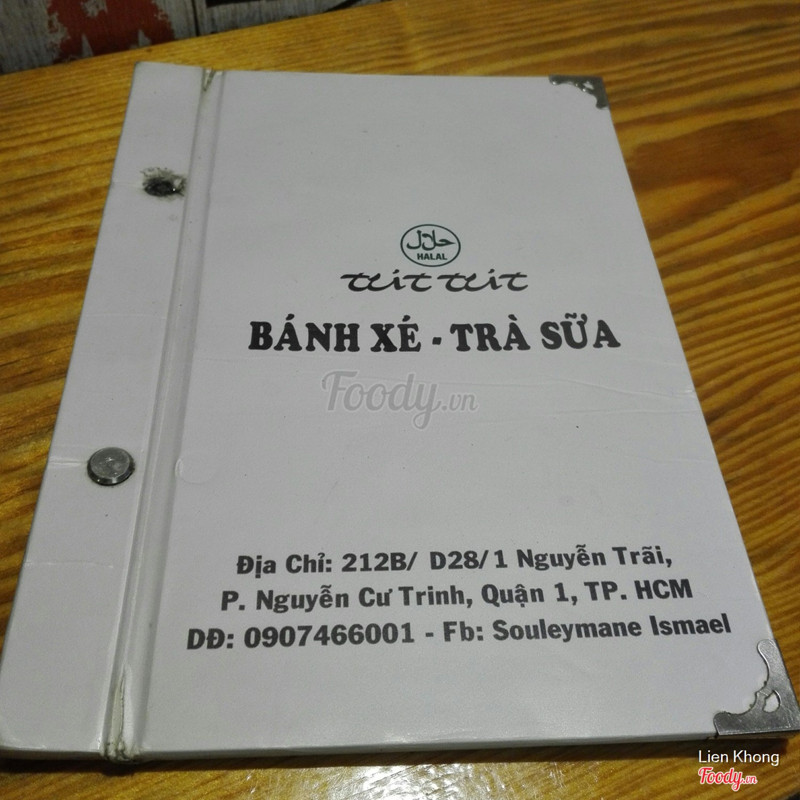 حلال
HALAL
BÁNH XÉ - TRÀ SỮA
Foody.vn
Địa Chỉ: 212B/ D28/1 Nguyễn Trãi,
P. Nguyễn Cư Trinh, Quận 1, TP. HCM
DĐ: 0907466001 - Fb: Souleymane Ismael
Lien Khong
Foody.vn